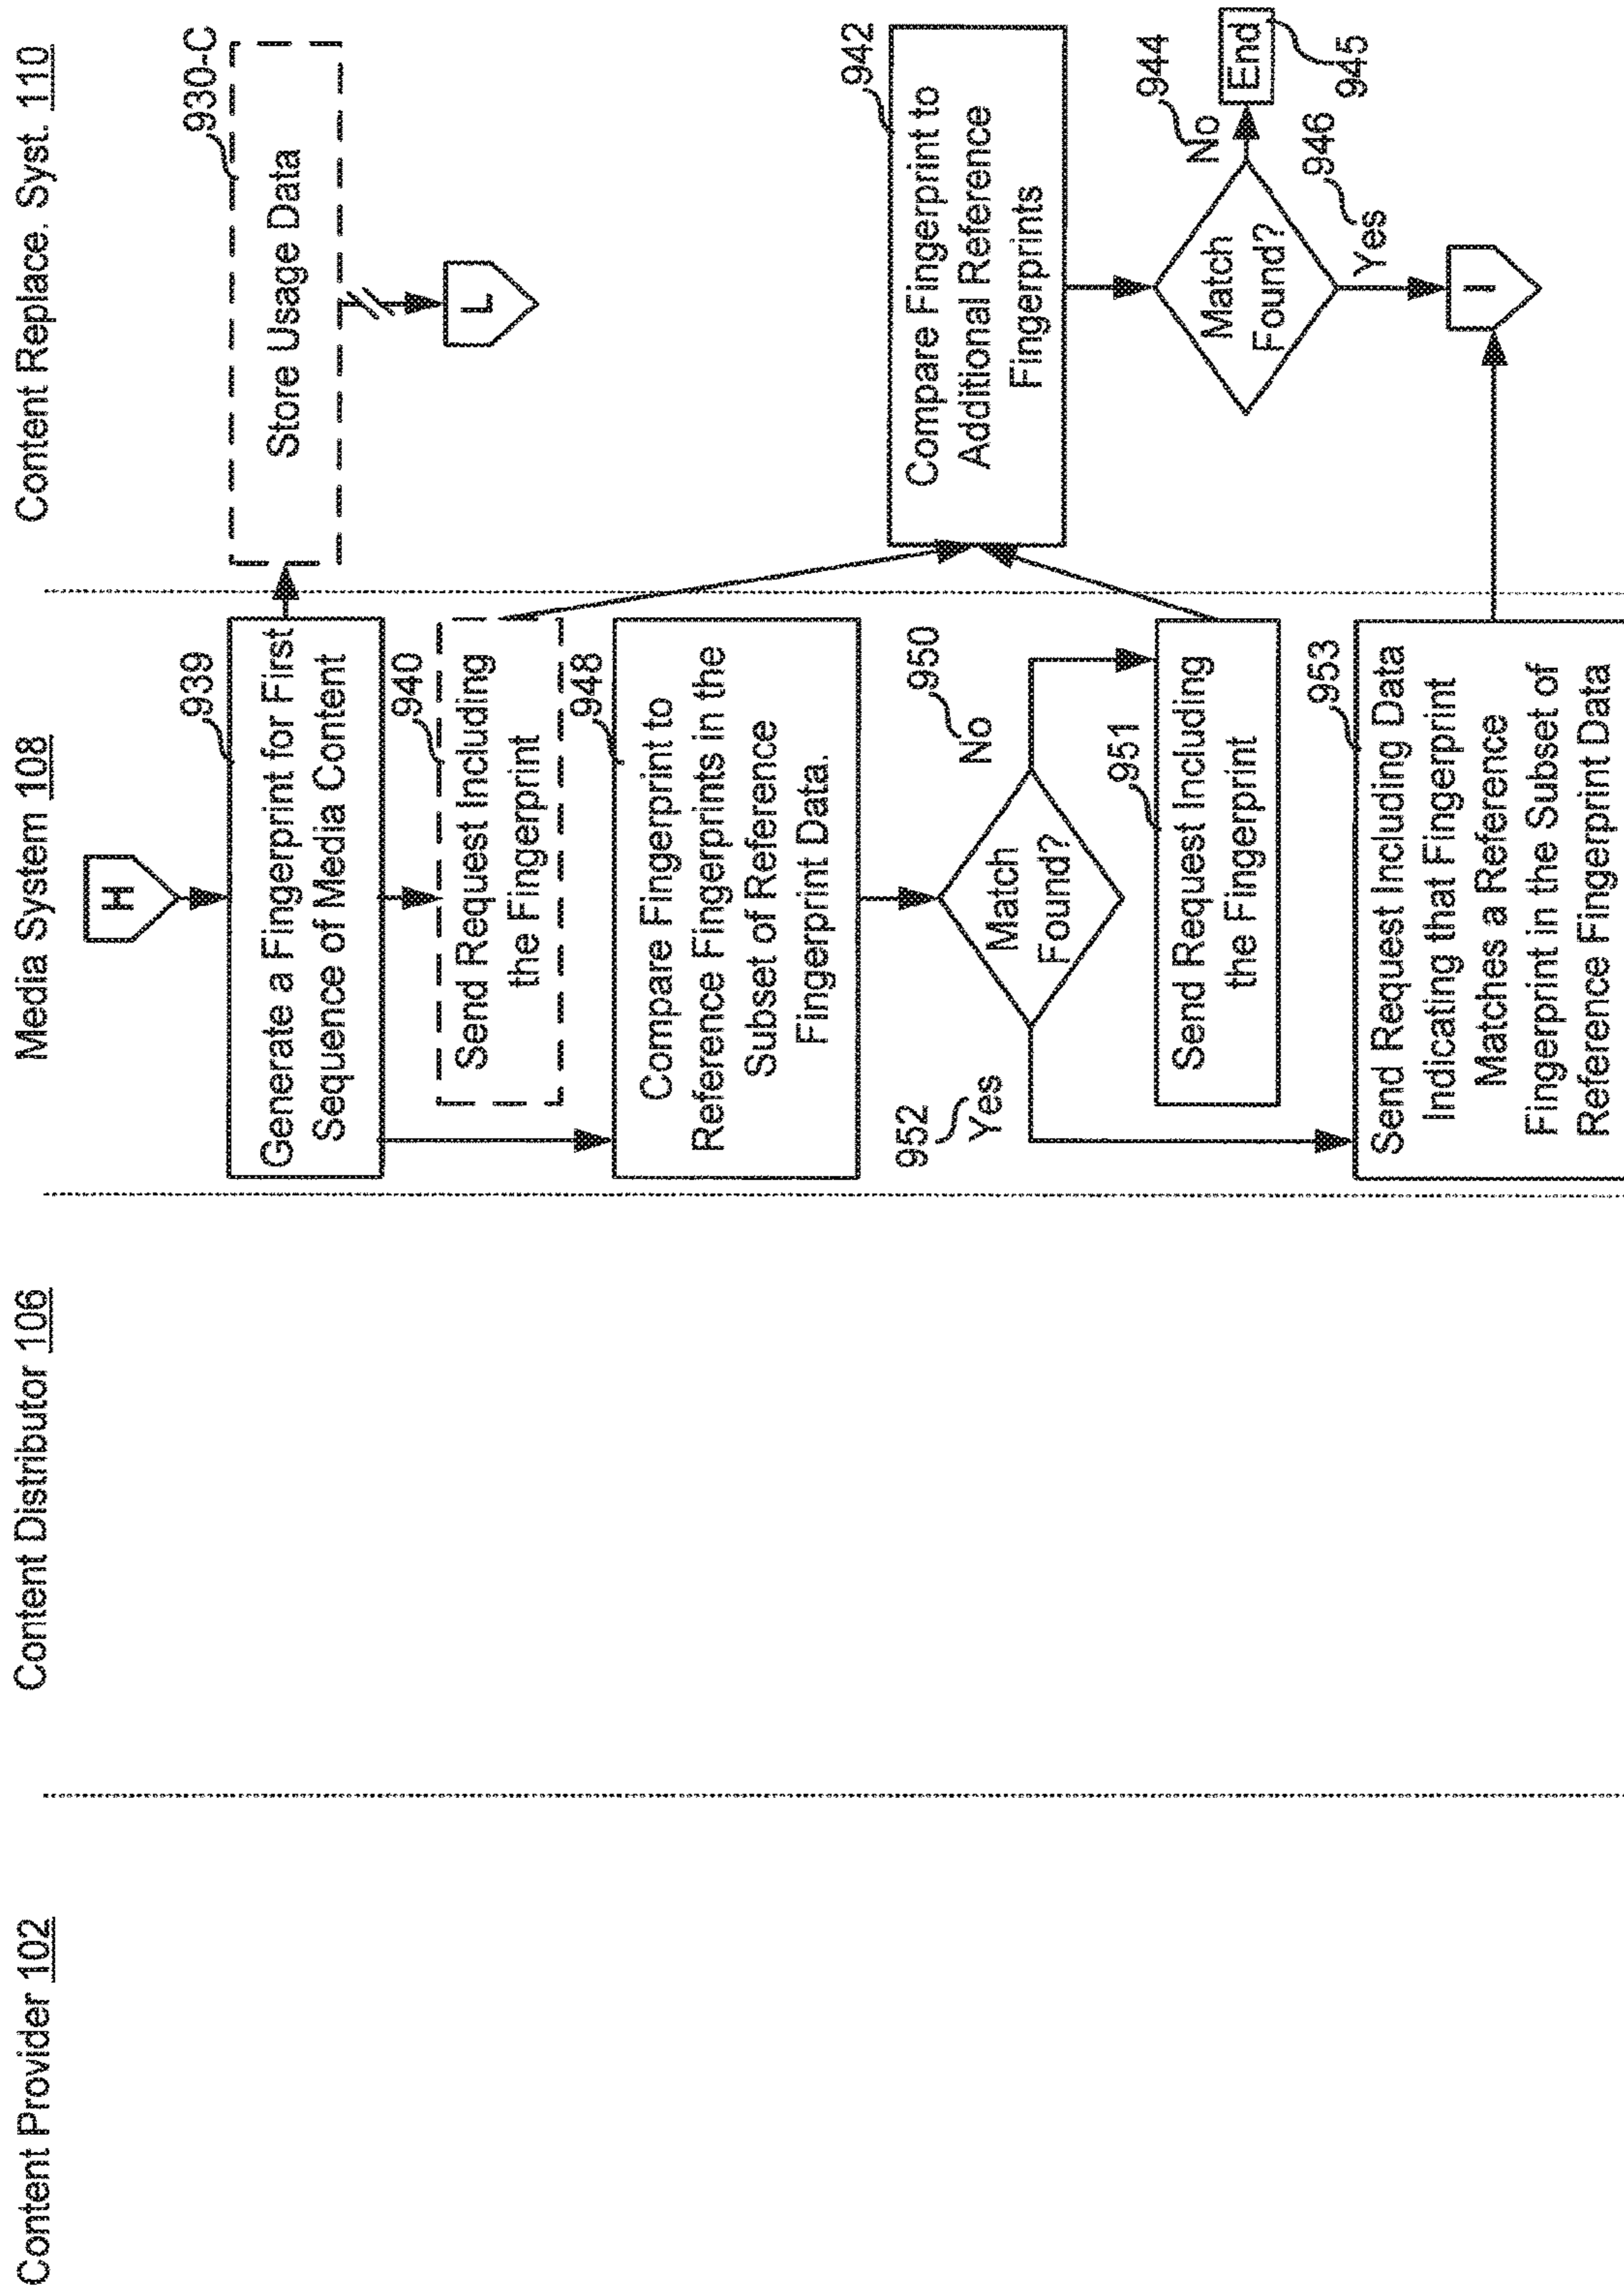 Content Provider 102
Content Distributor 106
Media System 108
Content Replace. Syst. 110
H
939
Generate a Fingerprint for First
Sequence of Media Content
930-C
Store Usage Data
L
940
Send Request Including
the Fingerprint
948
Compare Fingerprint to
Reference Fingerprints in the
Subset of Reference
Fingerprint Data.
942
Compare Fingerprint to
Additional Reference
Fingerprints
952
Yes
Match
Found?
950
No
951
Send Request Including
the Fingerprint
Match
Found?
944
No
End
945
946
Yes
I
953
Send Request Including Data
Indicating that Fingerprint
Matches a Reference
Fingerprint in the Subset of
Reference Fingerprint Data